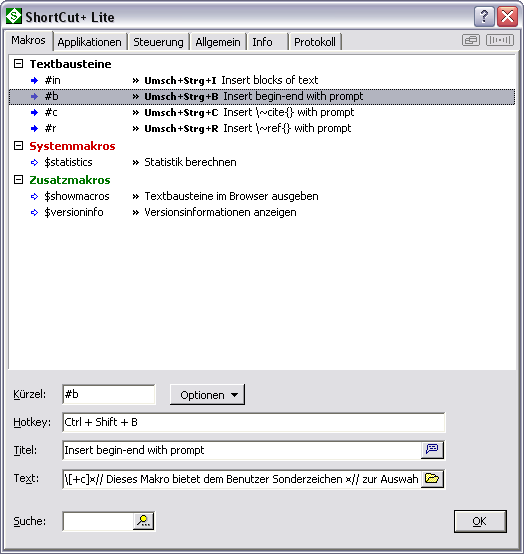 ShortCut+ Lite
Makros Applikationen Steuerung Allgemein Info Protokoll
Textbausteine
#in » Umsch+Strg+I Insert blocks of text
#b » Umsch+Strg+B Insert begin-end with prompt
#c » Umsch+Strg+C Insert \~cite{} with prompt
#r » Umsch+Strg+R Insert \~ref{} with prompt
Systemmakros
$statistics » Statistik berechnen
Zusatzmakros
$showmacros » Textbausteine im Browser ausgeben
$versioninfo » Versionsinformationen anzeigen
Kürzel: #b Optionen
Hotkey: Ctrl + Shift + B
Titel: Insert begin-end with prompt
Text: \[+c]×// Dieses Makro bietet dem Benutzer Sonderzeichen ×// zur Auswah
Suche: OK